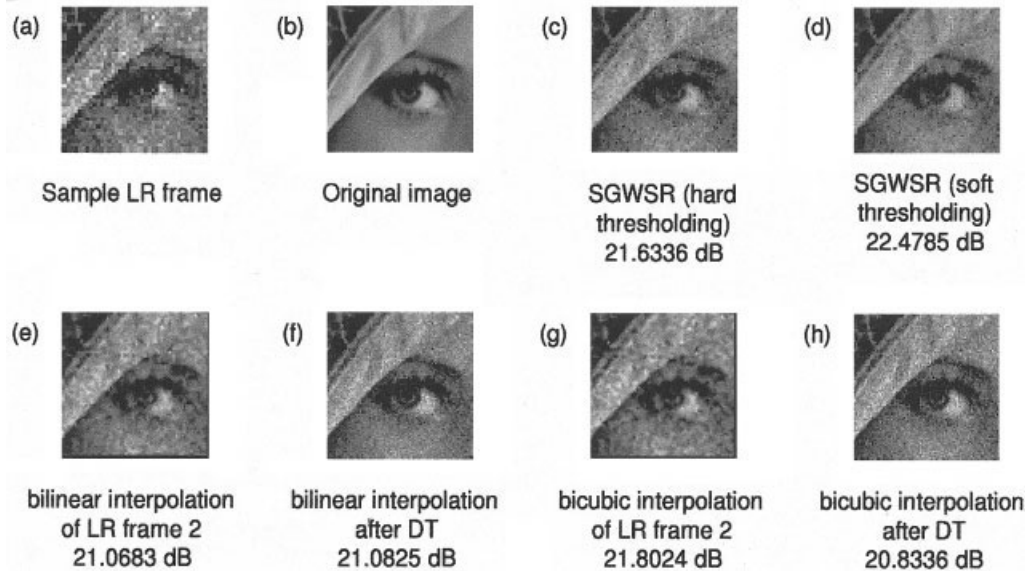 (a)
(b)
(c)
(d)
Sample LR frame
Original image
SGWSR (hard
thresholding)
21.6336 dB
SGWSR (soft
thresholding)
22.4785 dB
(e)
(f)
(g)
(h)
bilinear interpolation
of LR frame 2
21.0683 dB
bilinear interpolation
after DT
21.0825 dB
bicubic interpolation
of LR frame 2
21.8024 dB
bicubic interpolation
after DT
20.8336 dB